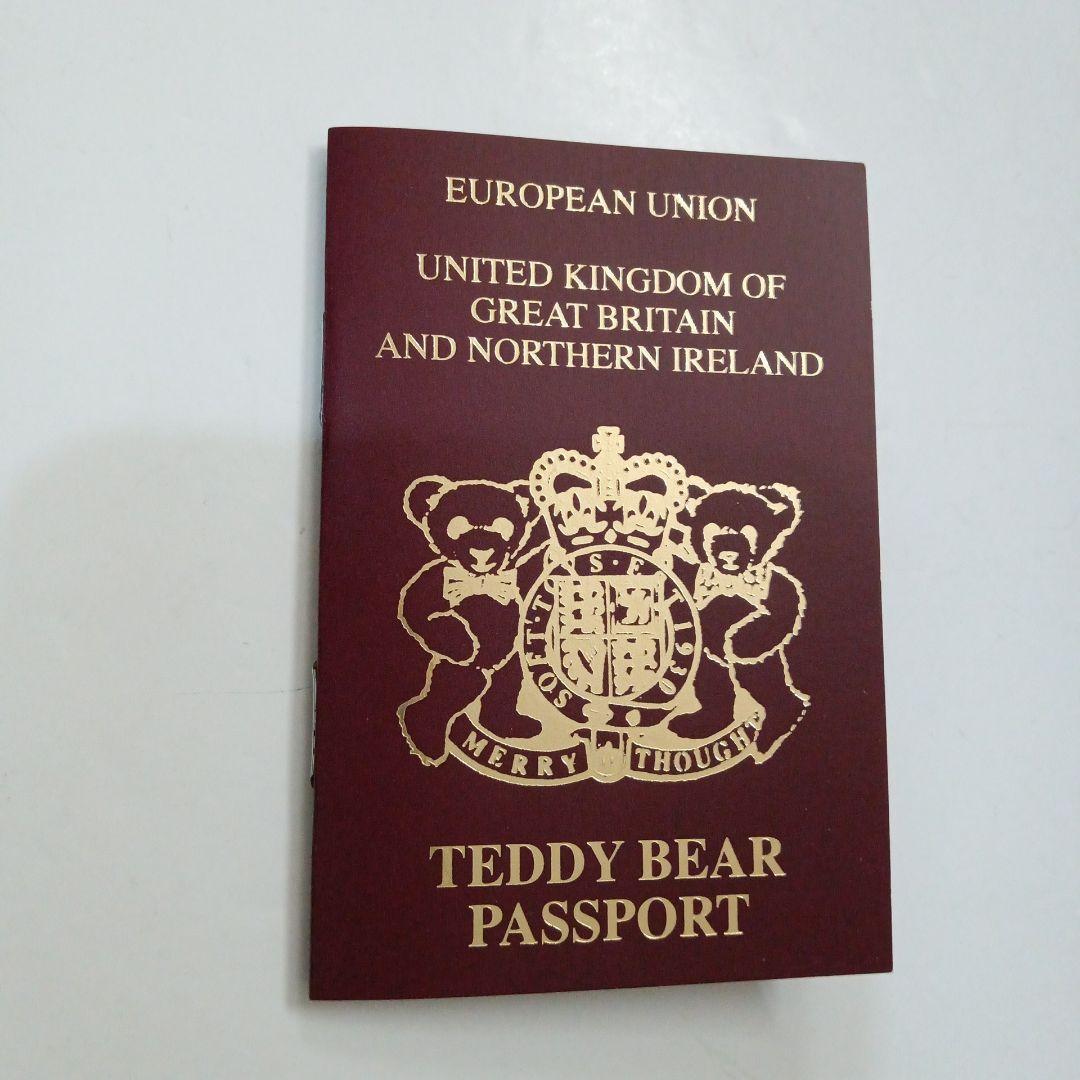 EUROPEAN UNION
UNITED KINGDOM OF
GREAT BRITAIN
AND NORTHERN IRELAND
MERRY THOUGHT
TEDDY BEAR
PASSPORT